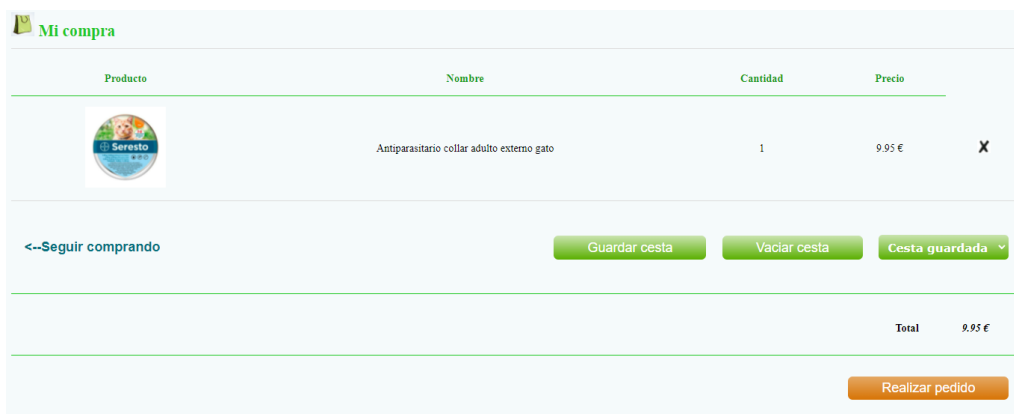 Mi compra
Producto Nombre Cantidad Precio
Seresto
Antiparasitario collar adulto externo gato 1 9.95 € ✘
<--Seguir comprando Guardar cesta Vaciar cesta Cesta guardada
Total 9.95 €
Realizar pedido